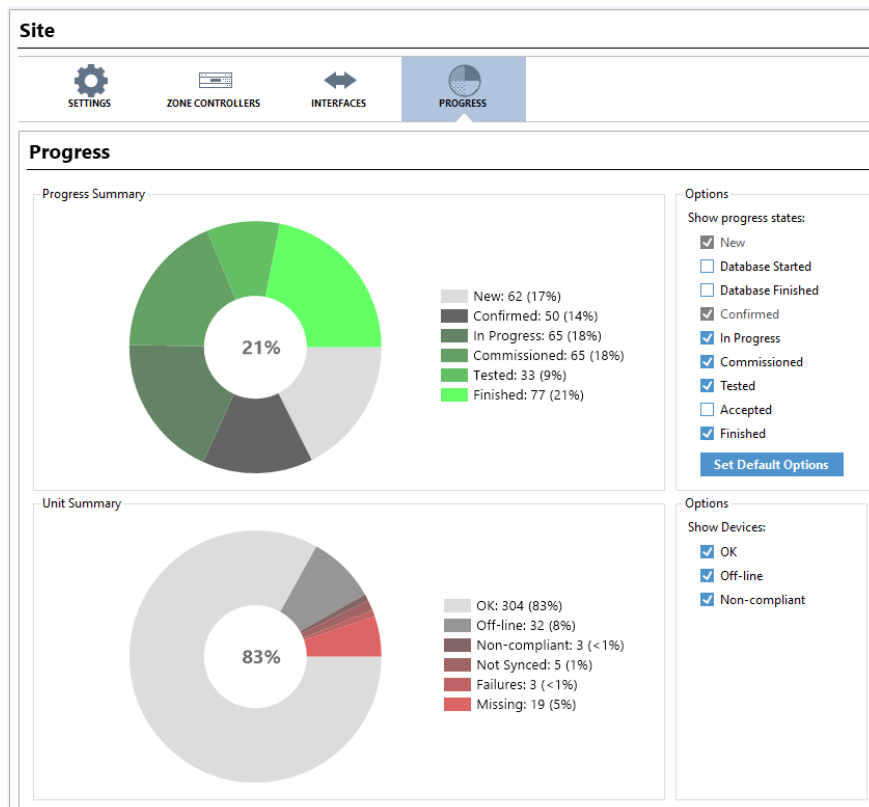 Site
SETTINGS
ZONE CONTROLLERS
INTERFACES
PROGRESS
Progress
Progress Summary
21%
New: 62 (17%)
Confirmed: 50 (14%)
In Progress: 65 (18%)
Commissioned: 65 (18%)
Tested: 33 (9%)
Finished: 77 (21%)
Options
Show progress states:
New
Database Started
Database Finished
Confirmed
In Progress
Commissioned
Tested
Accepted
Finished
Set Default Options
Unit Summary
83%
OK: 304 (83%)
Off-line: 32 (8%)
Non-compliant: 3 (<1%)
Not Synced: 5 (1%)
Failures: 3 (<1%)
Missing: 19 (5%)
Options
Show Devices:
OK
Off-line
Non-compliant